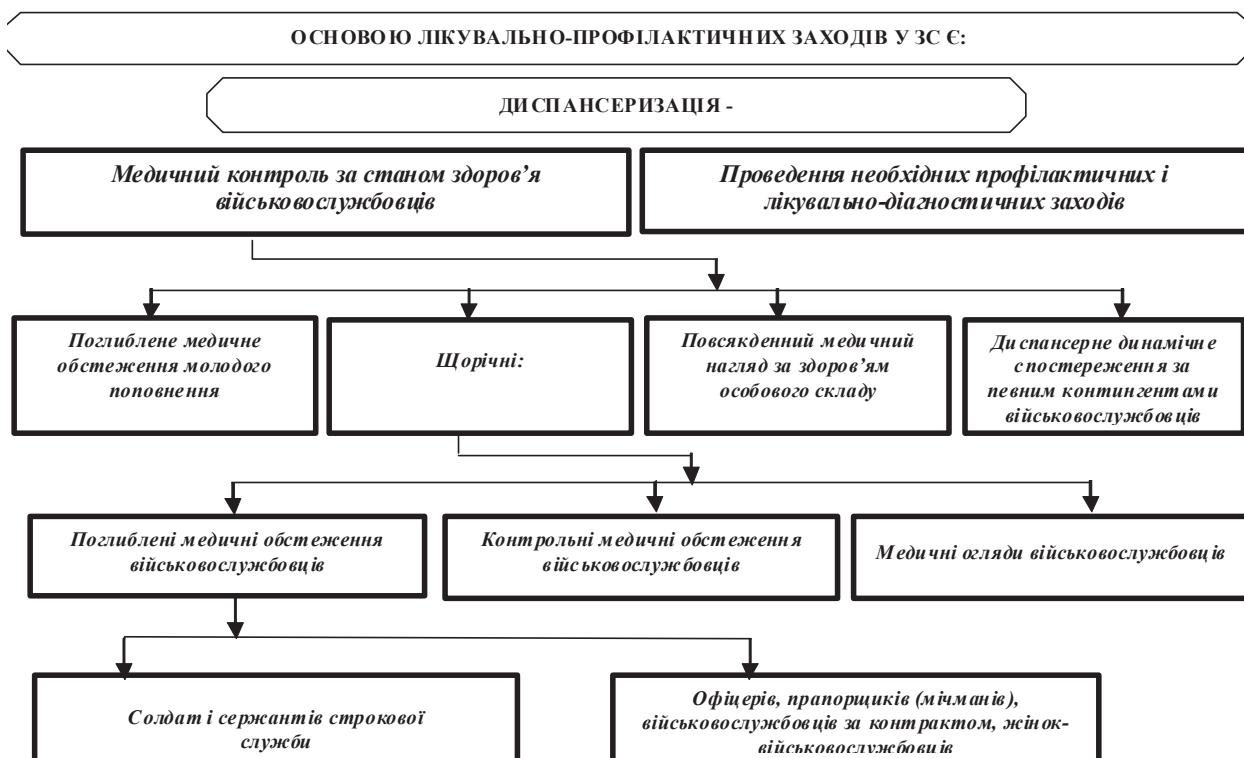 ОСНОВОЮ ЛІКУВАЛЬНО-ПРОФІЛАКТИЧНИХ ЗАХОДІВ У ЗС Є:
ДИСПАНСЕРИЗАЦІЯ -
Медичний контроль за станом здоров’я
військовослужбовців
Проведення необхідних профілактичних і
лікувально-діагностичних заходів
Поглиблене медичне
обстеження молодого
поповнення
Щорічні:
Повсякденний медичний
нагляд за здоров’ям
особового складу
Диспансерне динамічне
спостереження за
певним контингентами
військовослужбовців
Поглиблені медичні обстеження
військовослужбовців
Контрольні медичні обстеження
військовослужбовців
Медичні огляди військовослужбовців
Солдат і сержантів строкової
служби
Офіцерів, прапорщиків (мічманів),
військовослужбовців за контрактом, жінок-
військовослужбовців